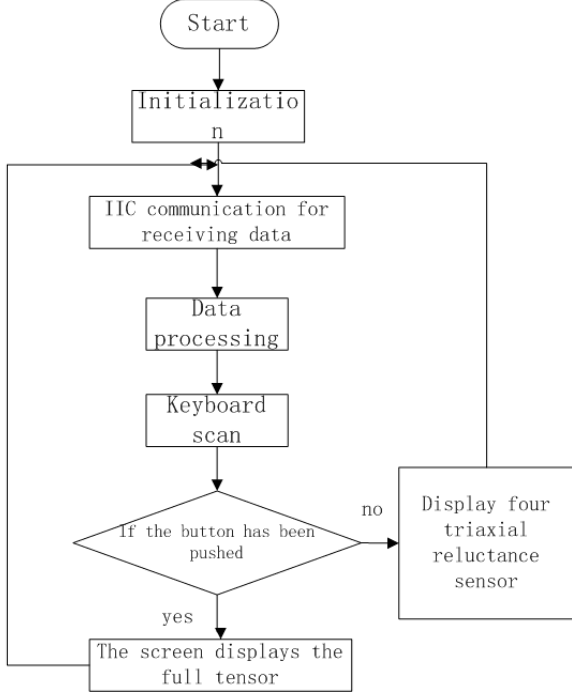 Start
Initializatio
n
IIC communication for
receiving data
Data
processing
Keyboard
scan
If the button has been
pushed
no
Display four
triaxial
reluctance
sensor
yes
The screen displays the
full tensor